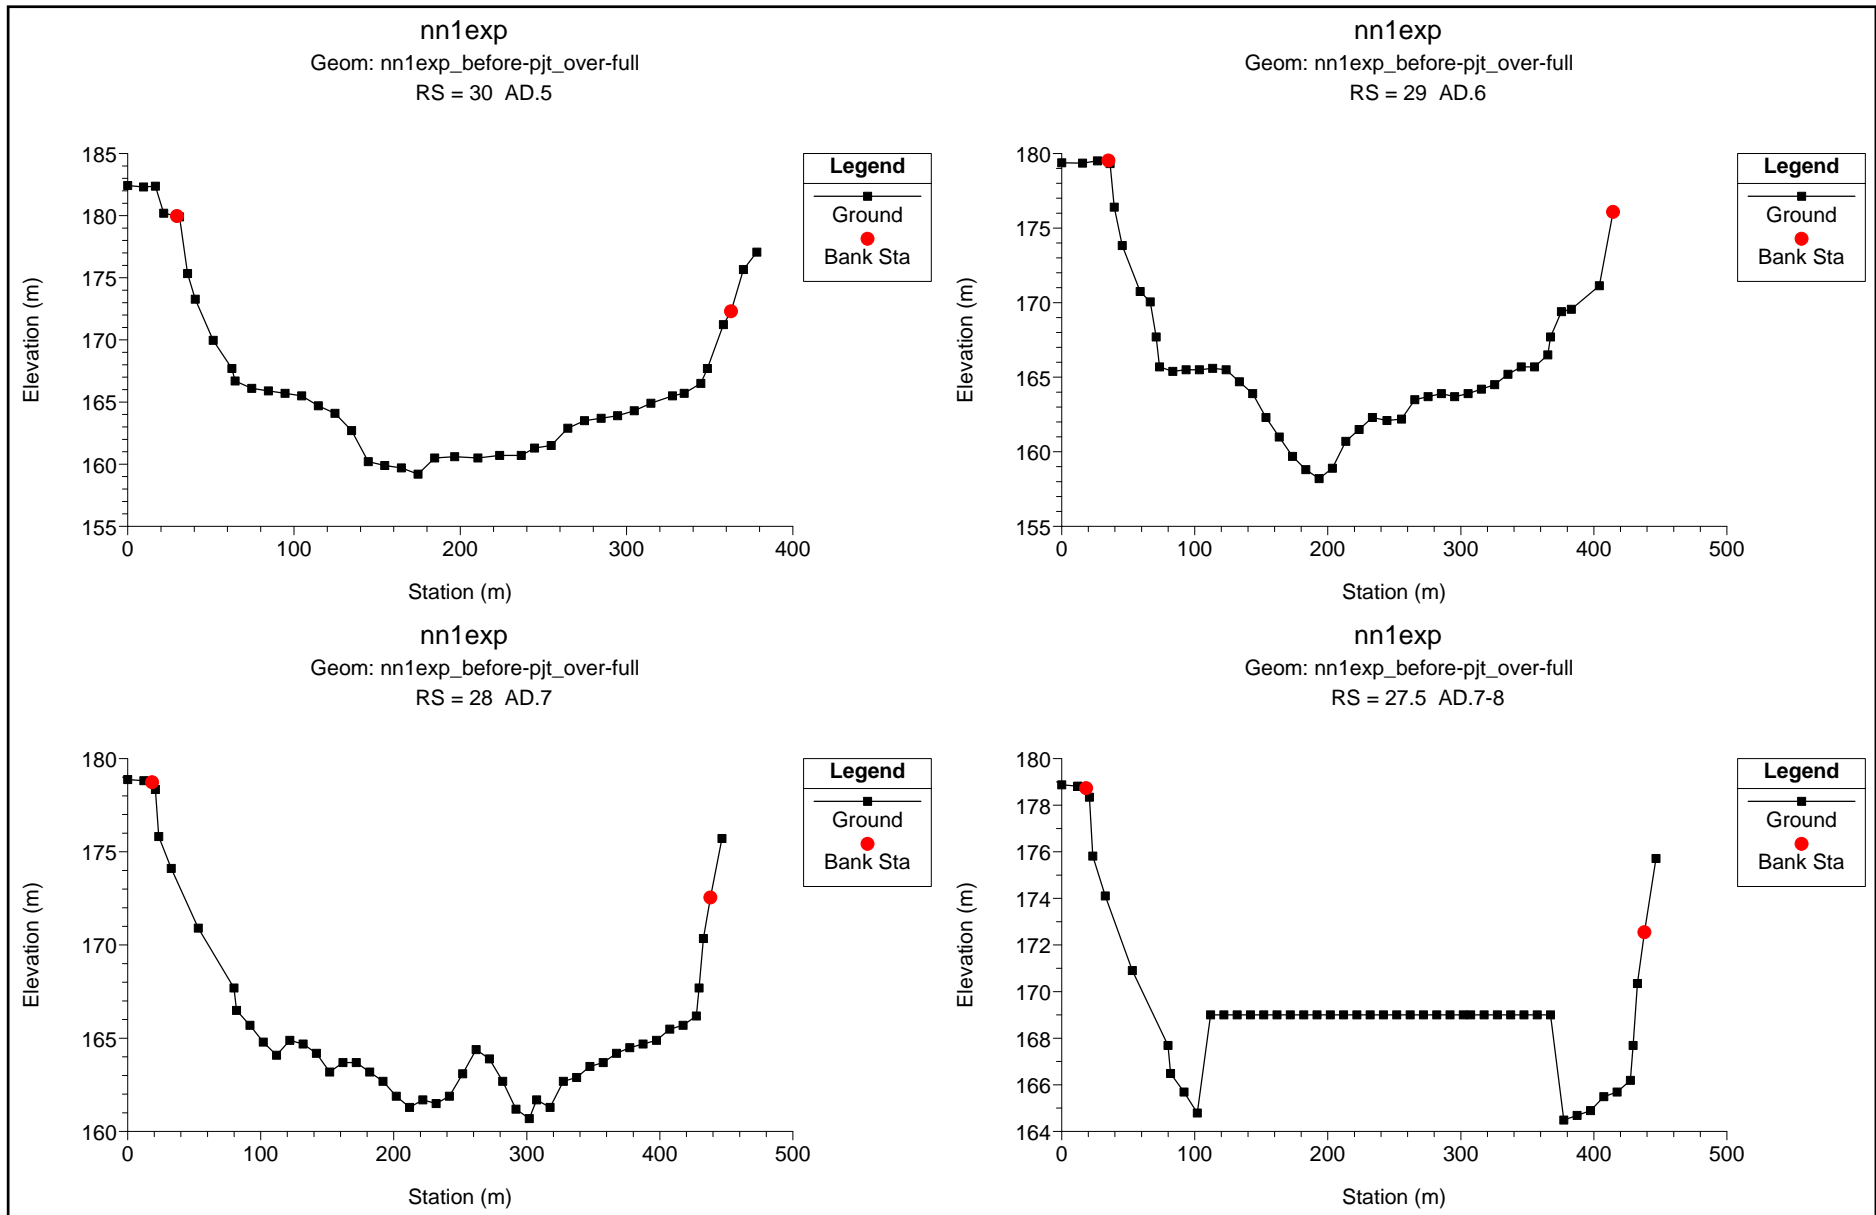 nn1exp
Geom: nn1exp_before-pjt_over-full
RS = 30 AD.5
185
180
175
170
165
160
155
0 100 200 300 400
Elevation (m)
Station (m)
Legend
Ground
Bank Sta
nn1exp
Geom: nn1exp_before-pjt_over-full
RS = 29 AD.6
180
175
170
165
160
155
0 100 200 300 400 500
Elevation (m)
Station (m)
Legend
Ground
Bank Sta
nn1exp
Geom: nn1exp_before-pjt_over-full
RS = 28 AD.7
180
175
170
165
160
0 100 200 300 400 500
Elevation (m)
Station (m)
Legend
Ground
Bank Sta
nn1exp
Geom: nn1exp_before-pjt_over-full
RS = 27.5 AD.7-8
180
178
176
174
172
170
168
166
164
0 100 200 300 400 500
Elevation (m)
Station (m)
Legend
Ground
Bank Sta